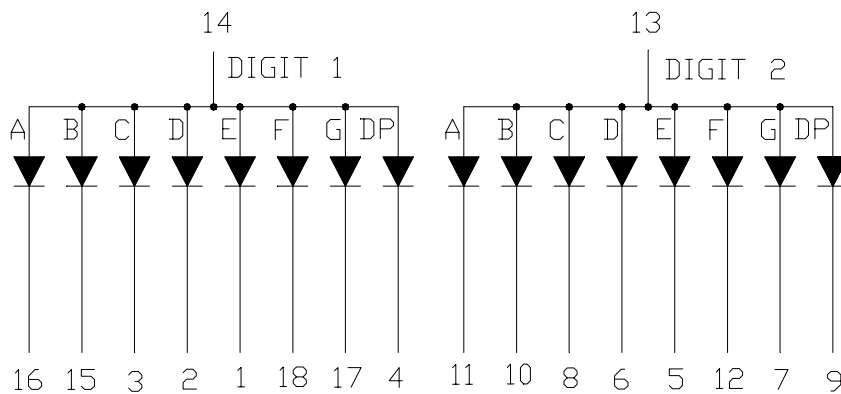 14 13
DIGIT 1 DIGIT 2
A B C D E F G DP A B C D E F G DP
16 15 3 2 1 18 17 4 11 10 8 6 5 12 7 9